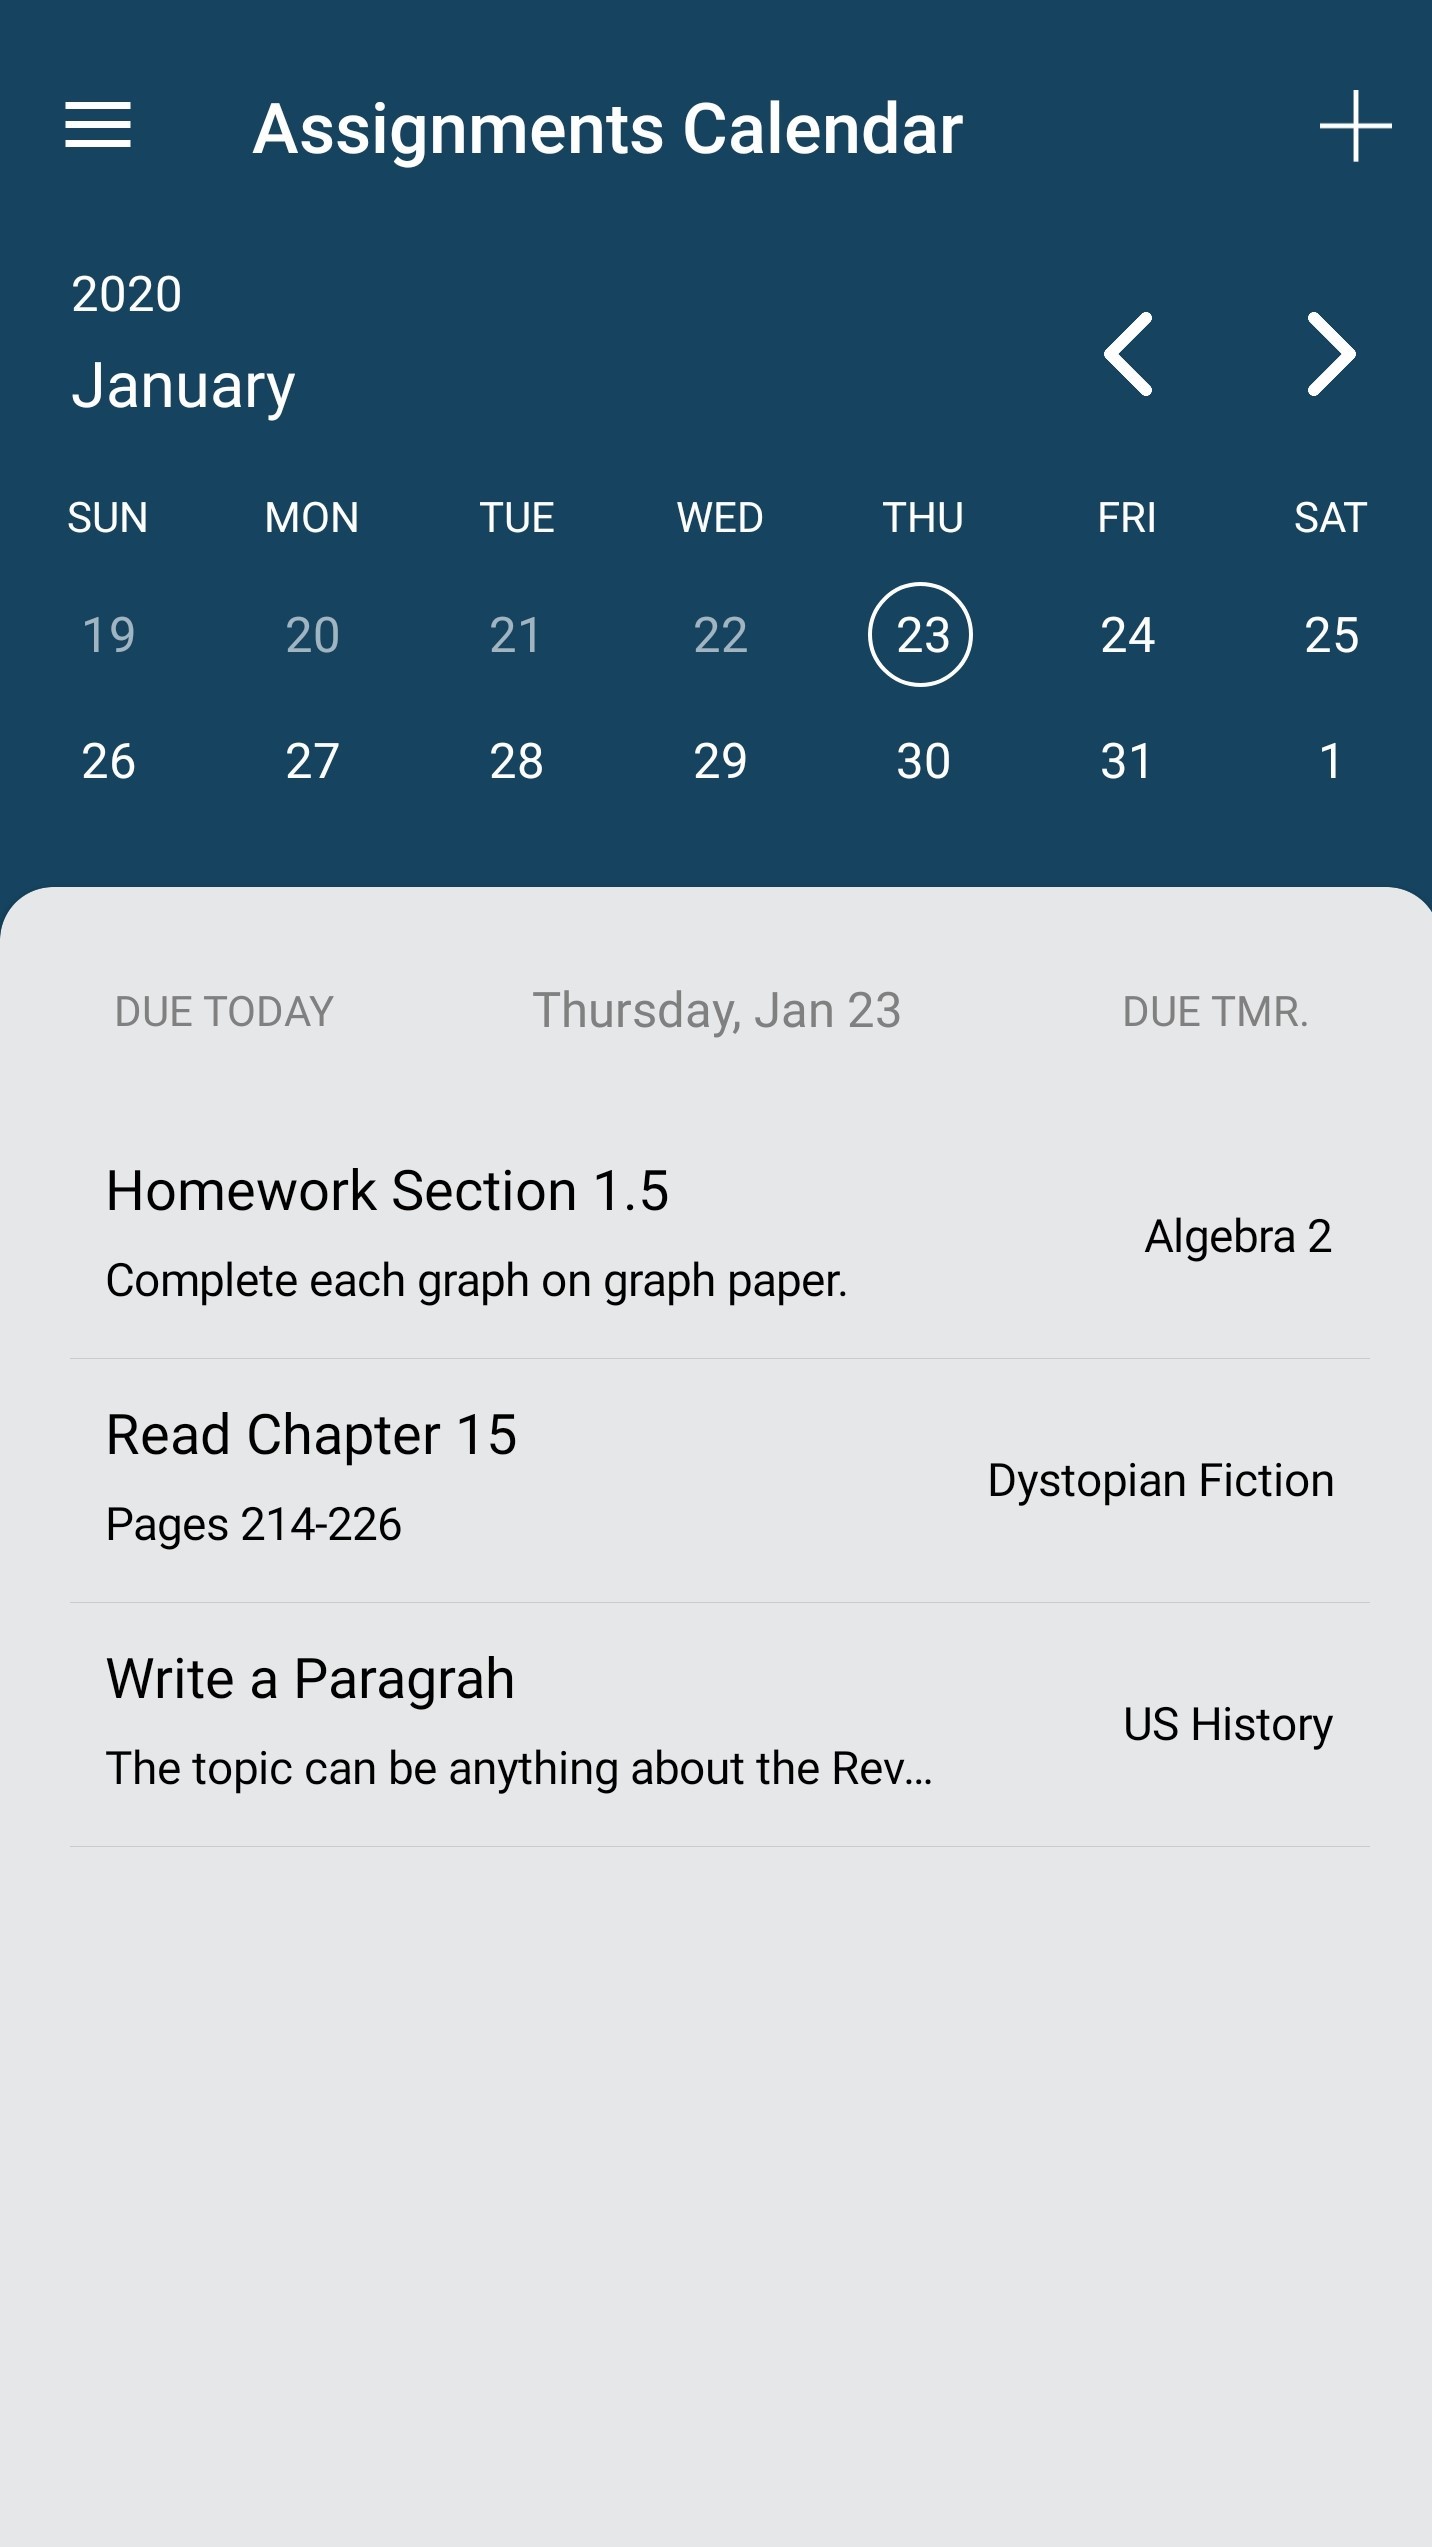 Assignments Calendar
2020
January
SUN MON TUE WED THU FRI SAT
19 20 21 22 23 24 25
26 27 28 29 30 31 1
DUE TODAY Thursday, Jan 23 DUE TMR.
Homework Section 1.5
Algebra 2
Complete each graph on graph paper.
Read Chapter 15
Dystopian Fiction
Pages 214-226
Write a Paragrah
US History
The topic can be anything about the Rev...